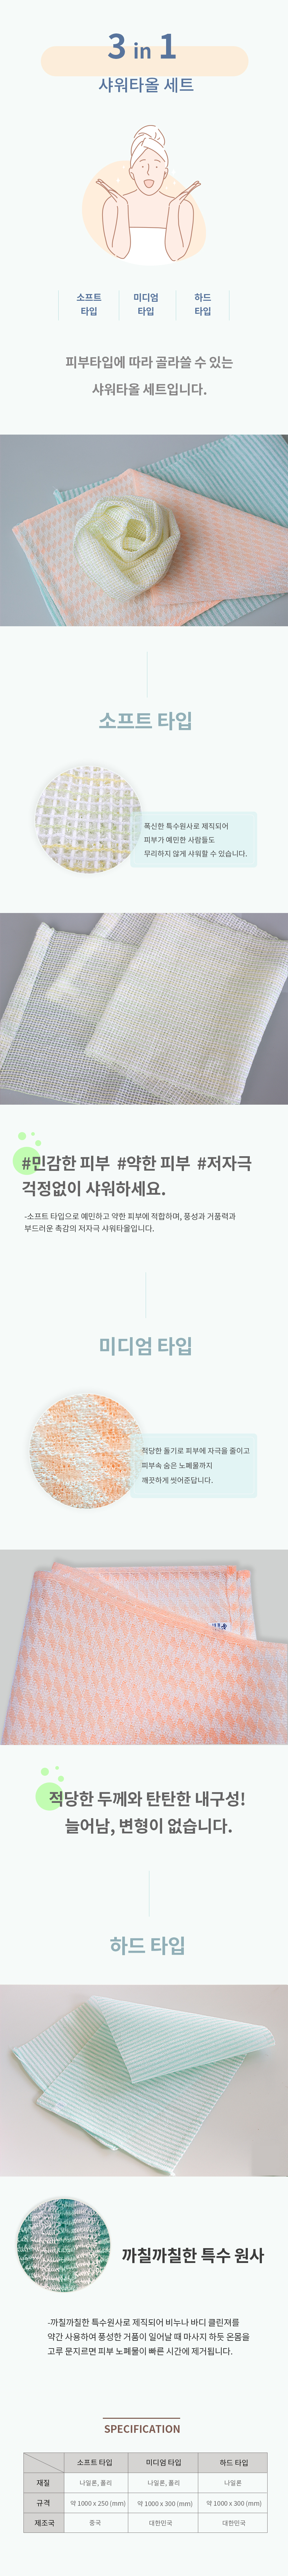 3 in 1
샤워타올 세트
소프트
타입
미디엄
타입
하드
타입
피부타입에 따라 골라쓸 수 있는
샤워타올 세트입니다.
소프트 타입
폭신한 특수원사로 제작되어
피부가 예민한 사람들도
무리하지 않게 샤워할 수 있습니다.
#민감한 피부 #약한 피부 #저자극
걱정없이 샤워하세요.
-소프트 타입으로 예민하고 약한 피부에 적합하며, 풍성과 거품력과
부드러운 촉감의 저자극 샤워타올입니다.
미디엄 타입
적당한 돌기로 피부에 자극을 줄이고
피부속 숨은 노폐물까지
깨끗하게 씻어준답니다.
적당한 두께와 탄탄한 내구성!
늘어남, 변형이 없습니다.
하드 타입
까칠까칠한 특수 원사
-까칠까칠한 특수원사로 제작되어 비누나 바디 클린져를
약간 사용하여 풍성한 거품이 일어날 때 마사지 하듯 온몸을
고루 문지르면 피부 노폐물이 빠른 시간에 제거됩니다.
SPECIFICATION
소프트 타입 미디엄 타입 하드 타입
재질 나일론, 폴리 나일론, 폴리 나일론
규격 약 1000 x 250 (mm) 약 1000 x 300 (mm) 약 1000 x 300 (mm)
제조국 중국 대한민국 대한민국